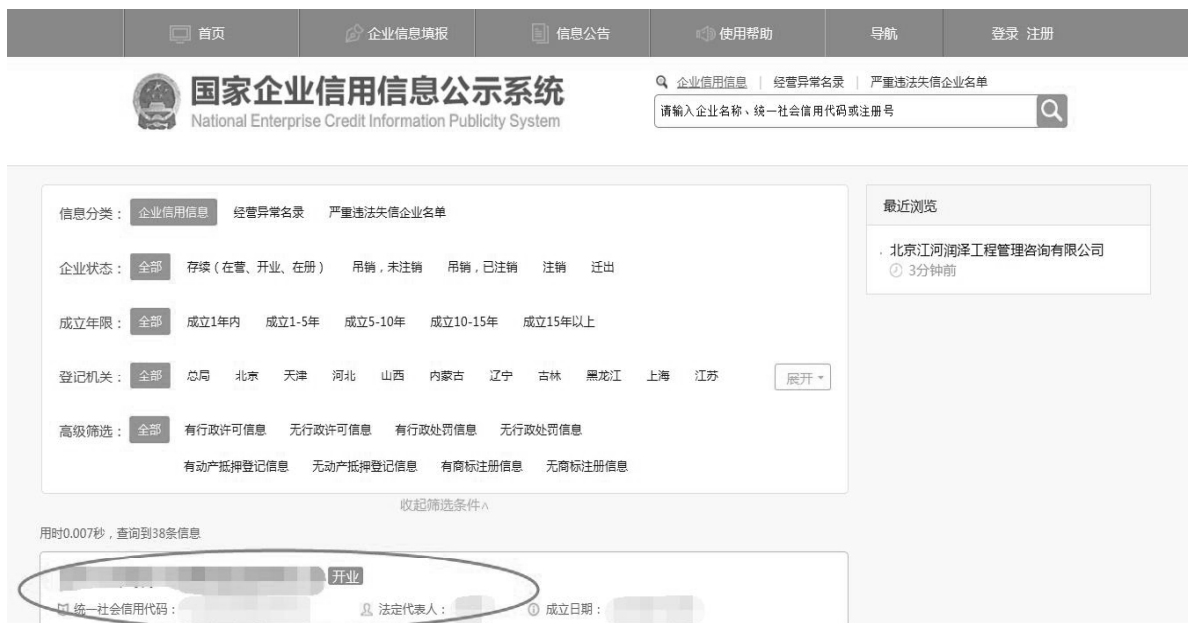 首页 企业信息填报 信息公告 使用帮助 导航 登录 注册
国家企业信用信息公示系统
National Enterprise Credit Information Publicity System
企业信用信息 | 经营异常名录 | 严重违法失信企业名单
请输入企业名称、统一社会信用代码或注册号
信息分类： 企业信用信息 经营异常名录 严重违法失信企业名单
企业状态： 全部 存续（在营、开业、在册） 吊销，未注销 吊销，已注销 注销 迁出
成立年限： 全部 成立1年内 成立1-5年 成立5-10年 成立10-15年 成立15年以上
登记机关： 全部 总局 北京 天津 河北 山西 内蒙古 辽宁 吉林 黑龙江 上海 江苏 展开
高级筛选： 全部 有行政许可信息 无行政许可信息 有行政处罚信息 无行政处罚信息
有动产抵押登记信息 无动产抵押登记信息 有商标注册信息 无商标注册信息
收起筛选条件
最近浏览
北京江河润泽工程管理咨询有限公司
3分钟前
用时0.007秒，查询到38条信息
开业
统一社会信用代码： 法定代表人： 成立日期：